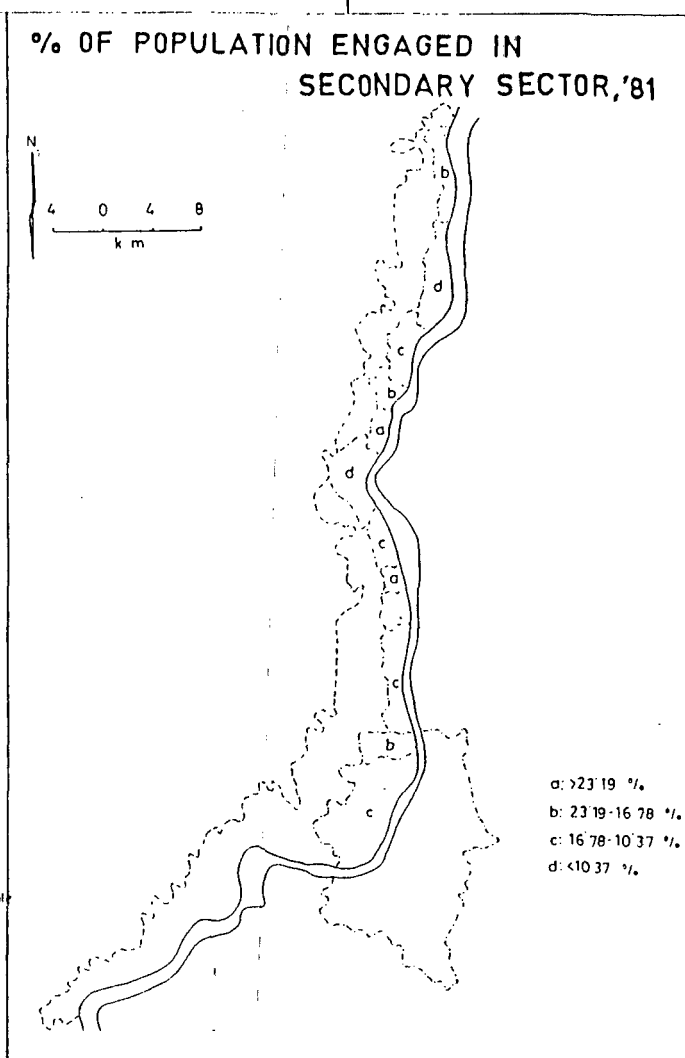 % OF POPULATION ENGAGED IN
SECONDARY SECTOR,'81
N
4 0 4 8
km
b
d
c
b
a
d
c
a
c
b
c
a: >23·19 %
b: 23·19-16 78 %
c: 16 78-10·37 %
d: <10 37 %